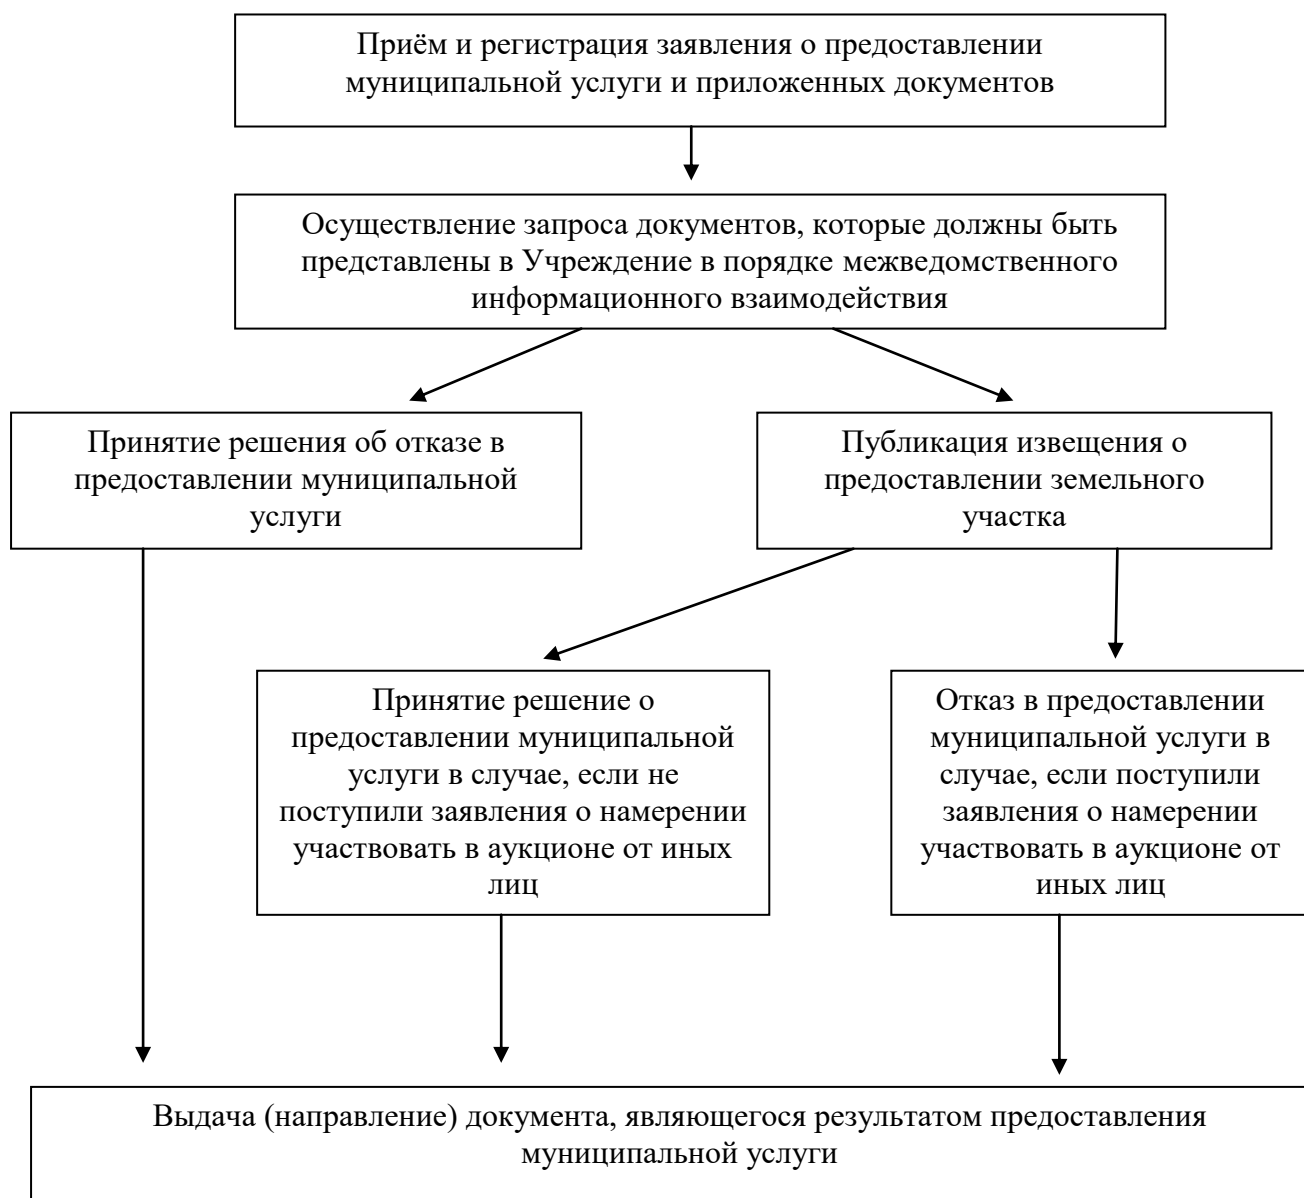 Приём и регистрация заявления о предоставлении
муниципальной услуги и приложенных документов
Осуществление запроса документов, которые должны быть
представлены в Учреждение в порядке межведомственного
информационного взаимодействия
Принятие решения об отказе в
предоставлении муниципальной
услуги
Публикация извещения о
предоставлении земельного
участка
Принятие решение о
предоставлении муниципальной
услуги в случае, если не
поступили заявления о намерении
участвовать в аукционе от иных
лиц
Отказ в предоставлении
муниципальной услуги в
случае, если поступили
заявления о намерении
участвовать в аукционе от
иных лиц
Выдача (направление) документа, являющегося результатом предоставления
муниципальной услуги